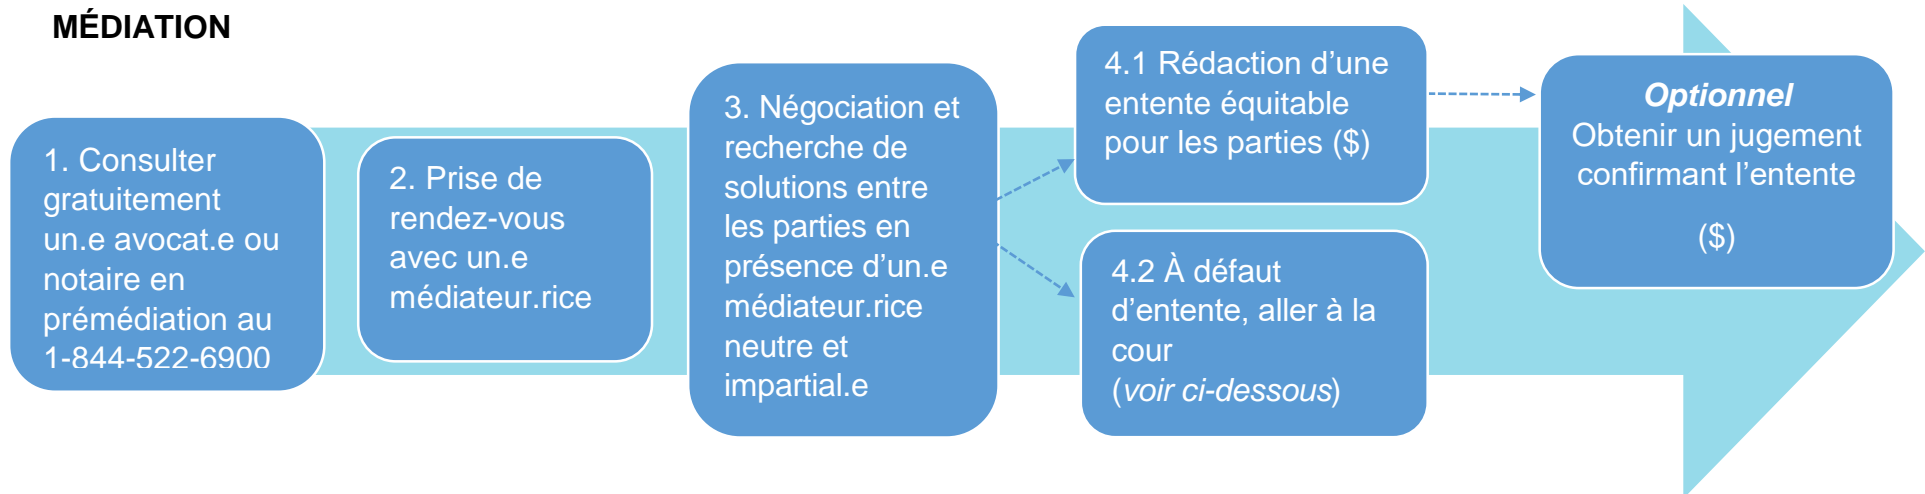 MÉDIATION
1. Consulter
gratuitement
un.e avocat.e ou
notaire en
prémédiation au
1-844-522-6900
2. Prise de
rendez-vous
avec un.e
médiateur.rice
3. Négociation et
recherche de
solutions entre
les parties en
présence d’un.e
médiateur.rice
neutre et
impartial.e
4.1 Rédaction d’une
entente équitable
pour les parties ($)
4.2 À défaut
d’entente, aller à la
cour
(voir ci-dessous)
Optionnel
Obtenir un jugement
confirmant l’entente
($)